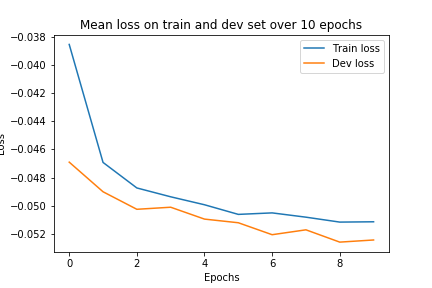 Mean loss on train and dev set over 10 epochs
Train loss
Dev loss
−0.038
−0.040
−0.042
−0.044
−0.046
−0.048
−0.050
−0.052
Loss
0 2 4 6 8
Epochs